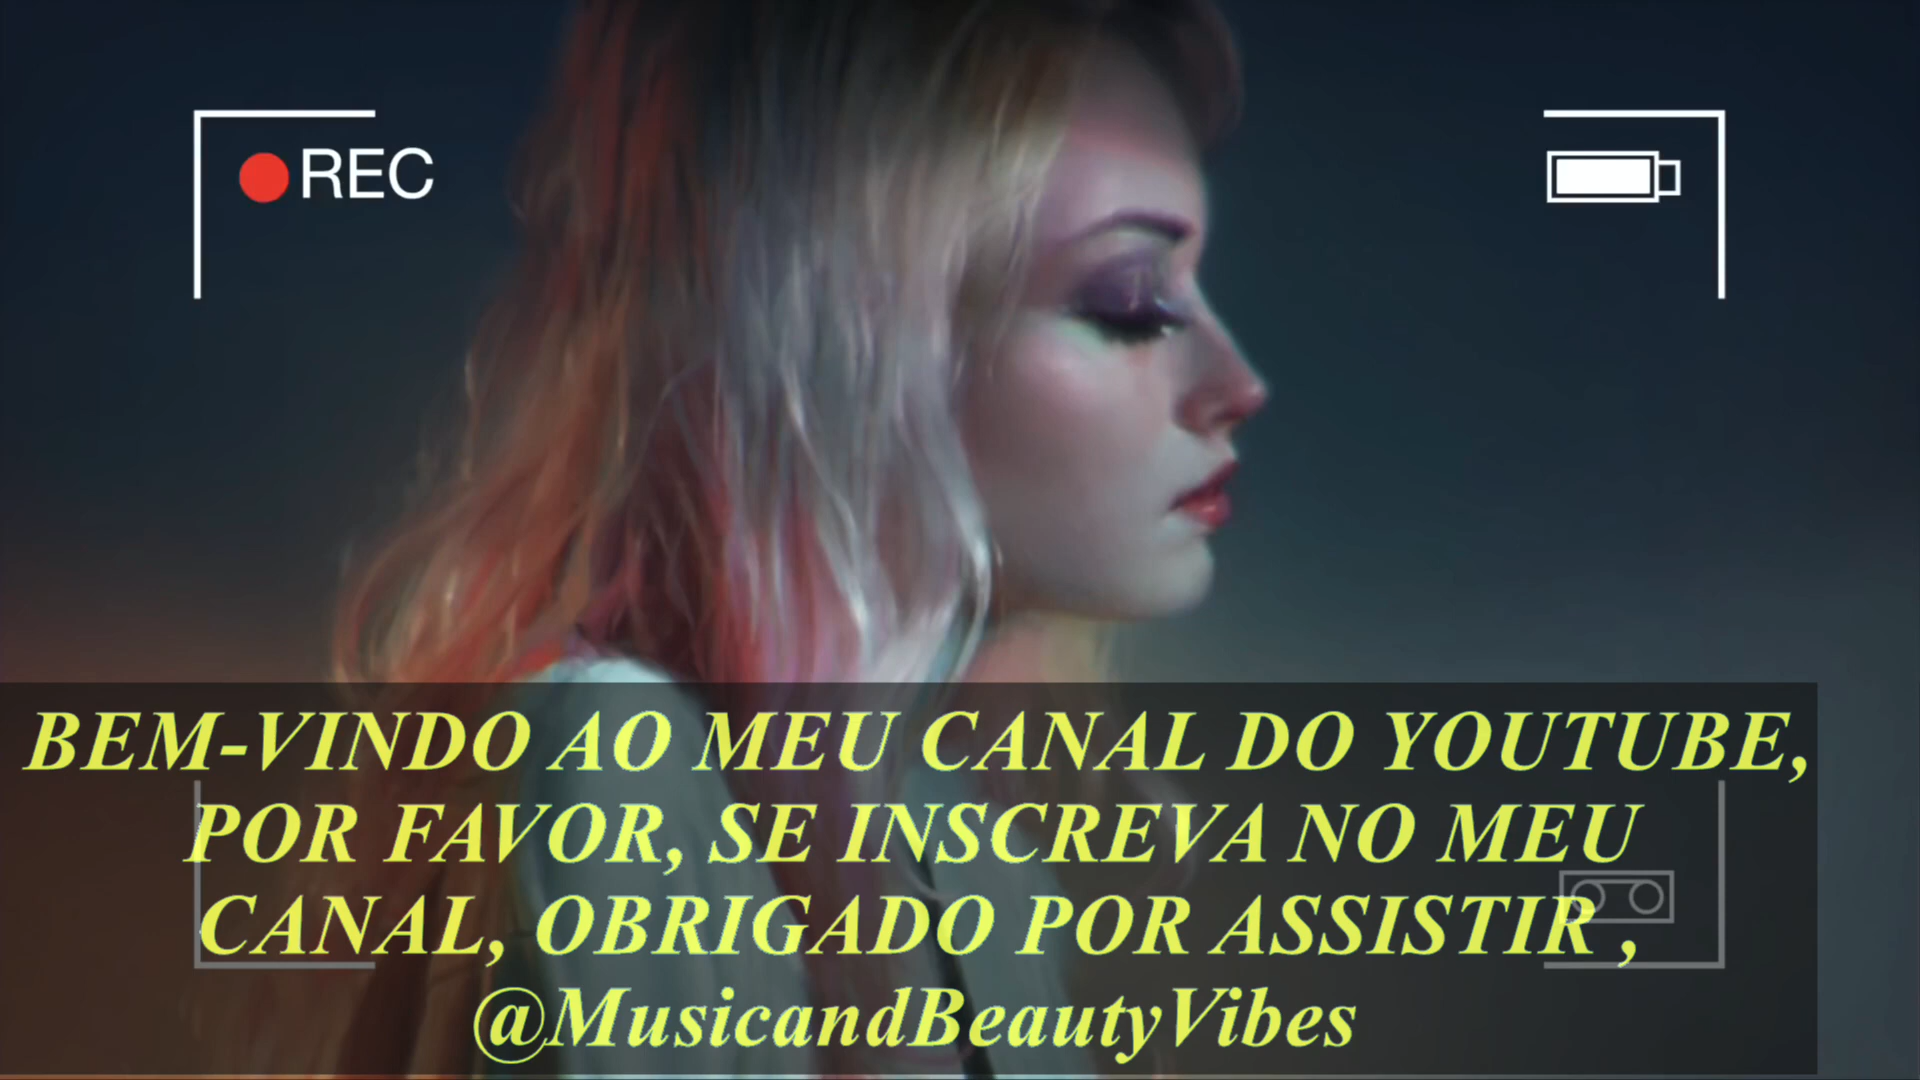 REC
BEM-VINDO AO MEU CANAL DO YOUTUBE,
POR FAVOR, SE INSCREVA NO MEU
CANAL, OBRIGADO POR ASSISTIR ,
@MusicandBeautyVibes